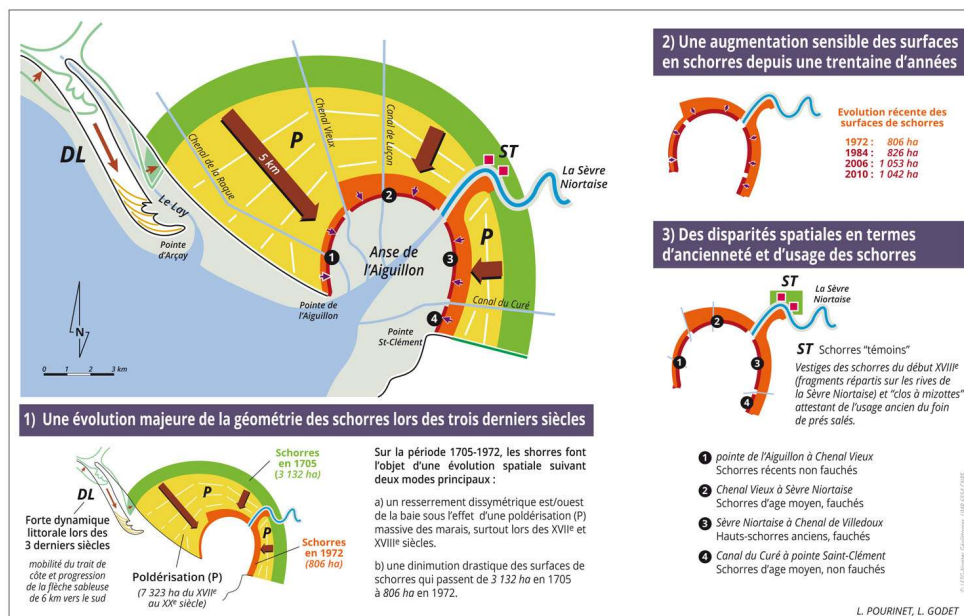 DL
5 km
P
Chenal de la Roque
Chenal Vieux
Canal de Luçon
ST
La Sèvre
Niortaise
Le Lay
Pointe
d'Arçay
Anse de
l'Aiguillon
1
2
3
4
P
Pointe de
l'Aiguillon
Canal du Curé
Pointe
St-Clément
N
0 1 2 3 km
1) Une évolution majeure de la géométrie des schorres lors des trois derniers siècles
Schorres
en 1705
(3 132 ha)
DL
P
P
Forte dynamique
littorale lors des
3 derniers siècles
mobilité du trait de
côte et progression
de la flèche sableuse
de 6 km vers le sud
Poldérisation (P)
(7 323 ha du XVIIe
au XXe siècle)
Schorres
en 1972
(806 ha)
Sur la période 1705-1972, les shorres font
l'objet d'une évolution spatiale suivant
deux modes principaux :
a) un resserrement dissymétrique est/ouest
de la baie sous l'effet d'une poldérisation (P)
massive des marais, surtout lors des XVIIe et
XVIIIe siècles.
b) une dinimution drastique des surfaces de
schorres qui passent de 3 132 ha en 1705
à 806 ha en 1972.
2) Une augmentation sensible des surfaces
en schorres depuis une trentaine d'années
Evolution récente des
surfaces de schorres
1972 : 806 ha
1984 : 826 ha
2006 : 1 053 ha
2010 : 1 042 ha
3) Des disparités spatiales en termes
d'ancienneté et d'usage des schorres
ST
La Sèvre
Niortaise
1
2
3
4
ST Schorres "témoins"
Vestiges des schorres du début XVIIIe
(fragments répartis sur les rives de
la Sèvre Niortaise) et "clos à mizottes"
attestant de l'usage ancien du foin
de prés salés.
1 pointe de l'Aiguillon à Chenal Vieux
Schorres récents non fauchés
2 Chenal Vieux à Sèvre Niortaise
Schorres d'age moyen, fauchés
3 Sèvre Niortaise à Chenal de Villedoux
Hauts-schorres anciens, fauchés
4 Canal du Curé à pointe Saint-Clément
Schorres d'age moyen, non fauchés
L. POURINET, L. GODET